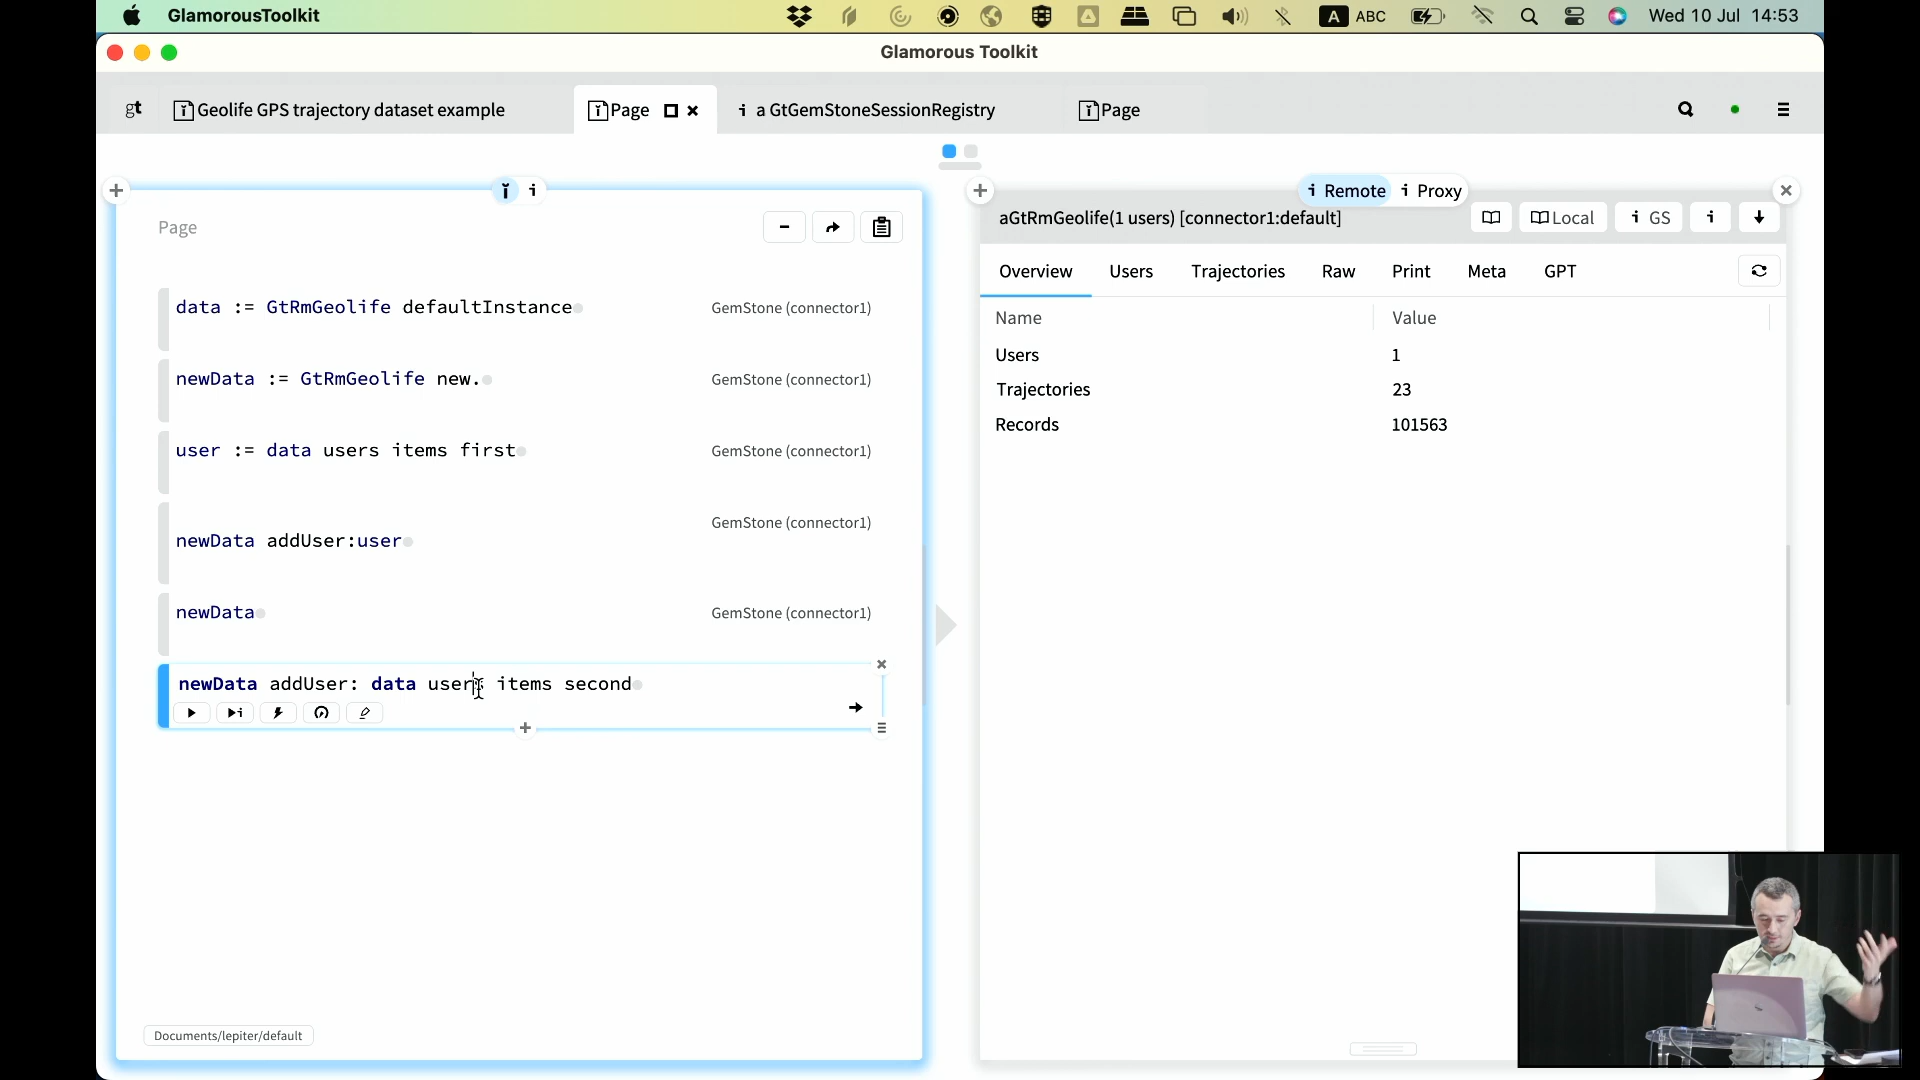 GlamorousToolkit
A ABC
Wed 10 Jul 14:53
Glamorous Toolkit
gt
Geolife GPS trajectory dataset example
Page
i a GtGemStoneSessionRegistry
Page
i
i Remote
i Proxy
Page
aGtRmGeolife(1 users) [connector1:default]
Local
i GS
i
Overview
Users
Trajectories
Raw
Print
Meta
GPT
data := GtRmGeolife defaultInstance
GemStone (connector1)
Name
Value
Users
1
newData := GtRmGeolife new.
GemStone (connector1)
Trajectories
23
Records
101563
user := data users items first
GemStone (connector1)
newData addUser:user
GemStone (connector1)
newData
GemStone (connector1)
newData addUser: data users items second
i
Documents/lepiter/default